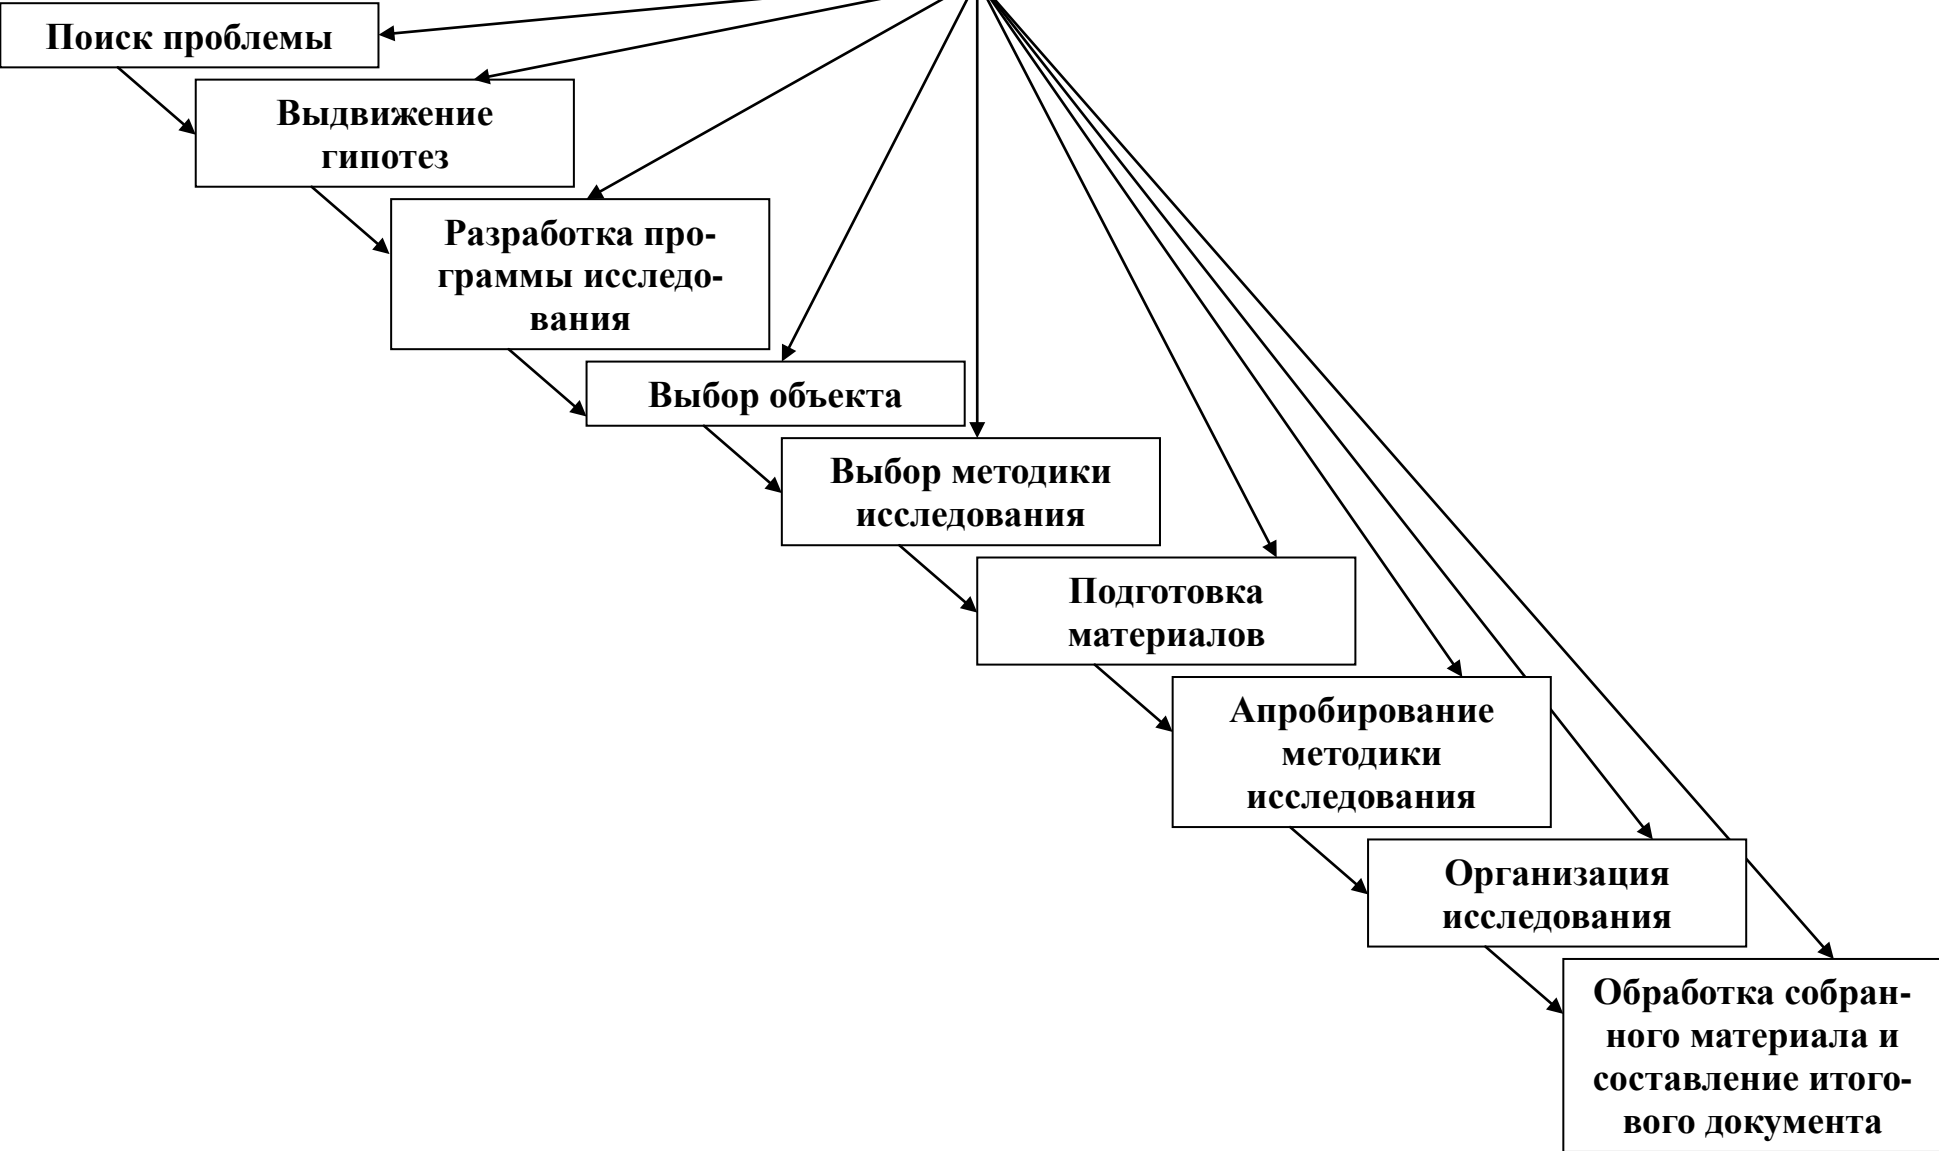 Поиск проблемы
Выдвижение
гипотез
Разработка про-
граммы исследо-
вания
Выбор объекта
Выбор методики
исследования
Подготовка
материалов
Апробирование
методики
исследования
Организация
исследования
Обработка собран-
ного материала и
составление итого-
вого документа